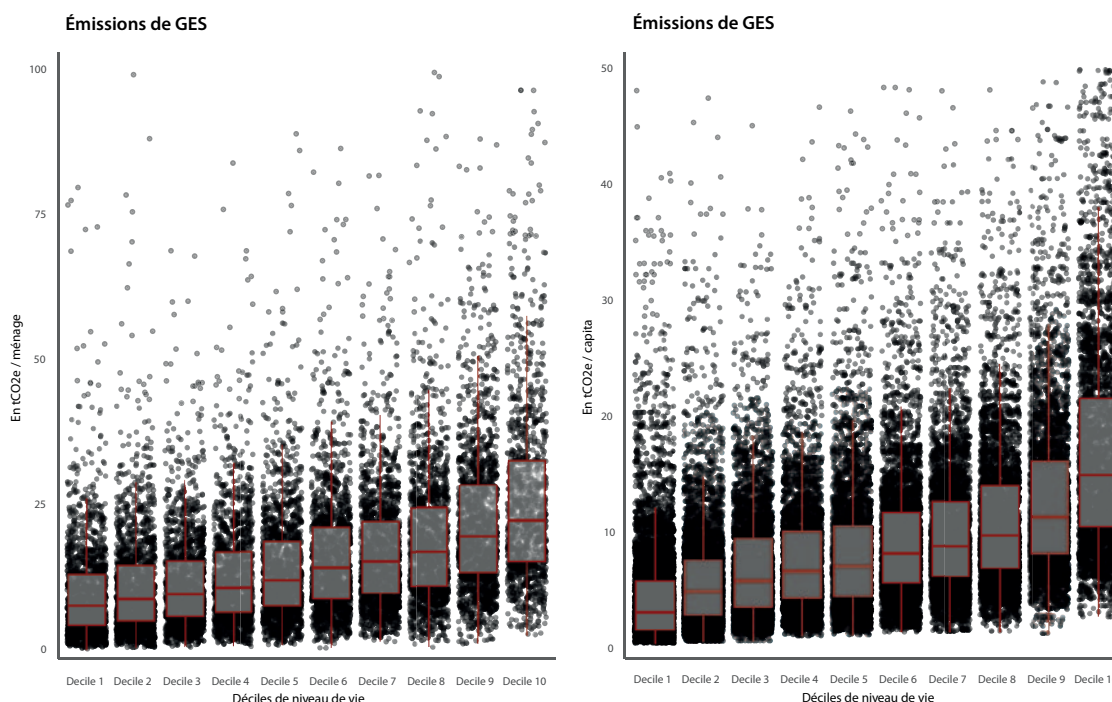 Émissions de GES
100
75
50
25
0
En tCO2e / ménage
Decile 1 Decile 2 Decile 3 Decile 4 Decile 5 Decile 6 Decile 7 Decile 8 Decile 9 Decile 10
Déciles de niveau de vie
Émissions de GES
50
40
30
20
10
0
En tCO2e / capita
Decile 1 Decile 2 Decile 3 Decile 4 Decile 5 Decile 6 Decile 7 Decile 8 Decile 9 Decile 1
Déciles de niveau de vie